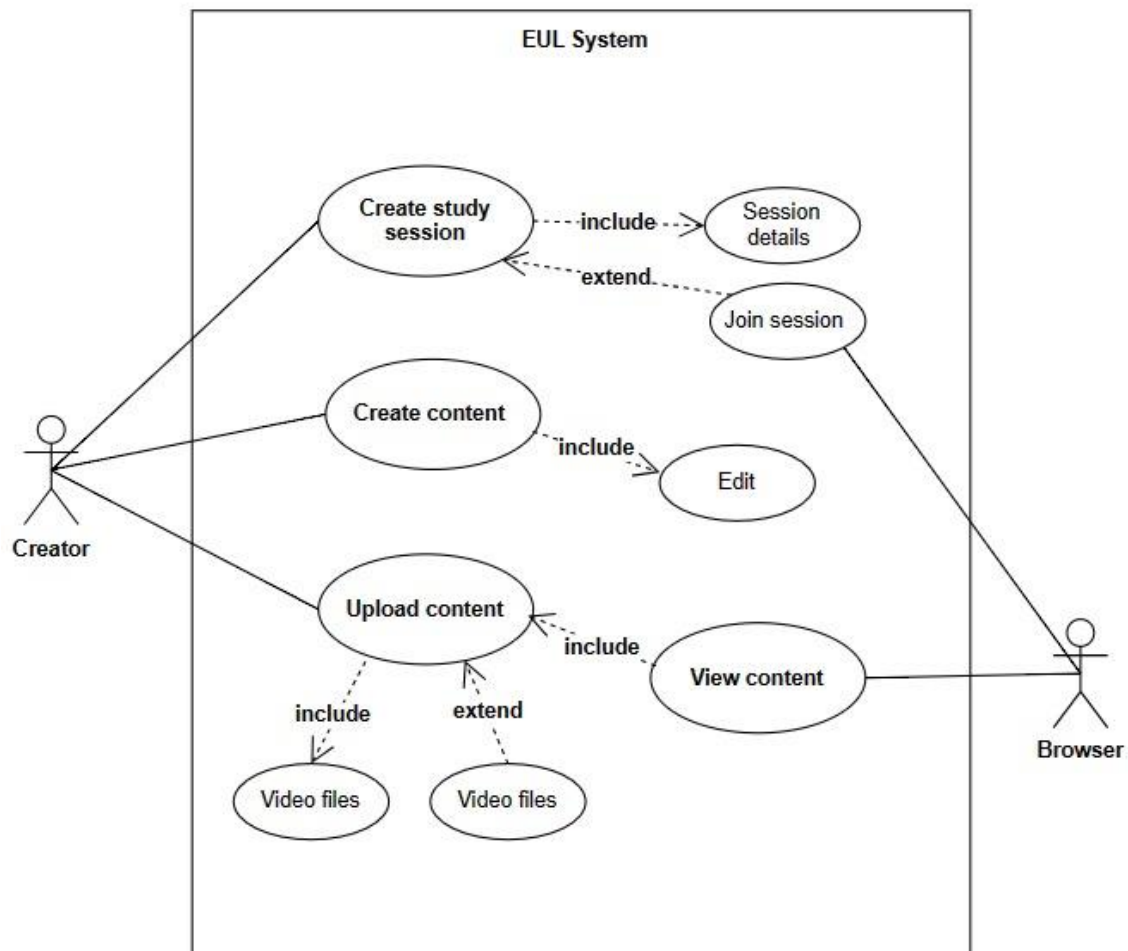 EUL System
Create study
session
include
Session
details
extend
Join session
Create content
include
Edit
Creator
Upload content
include
View content
include
extend
Browser
Video files
Video files